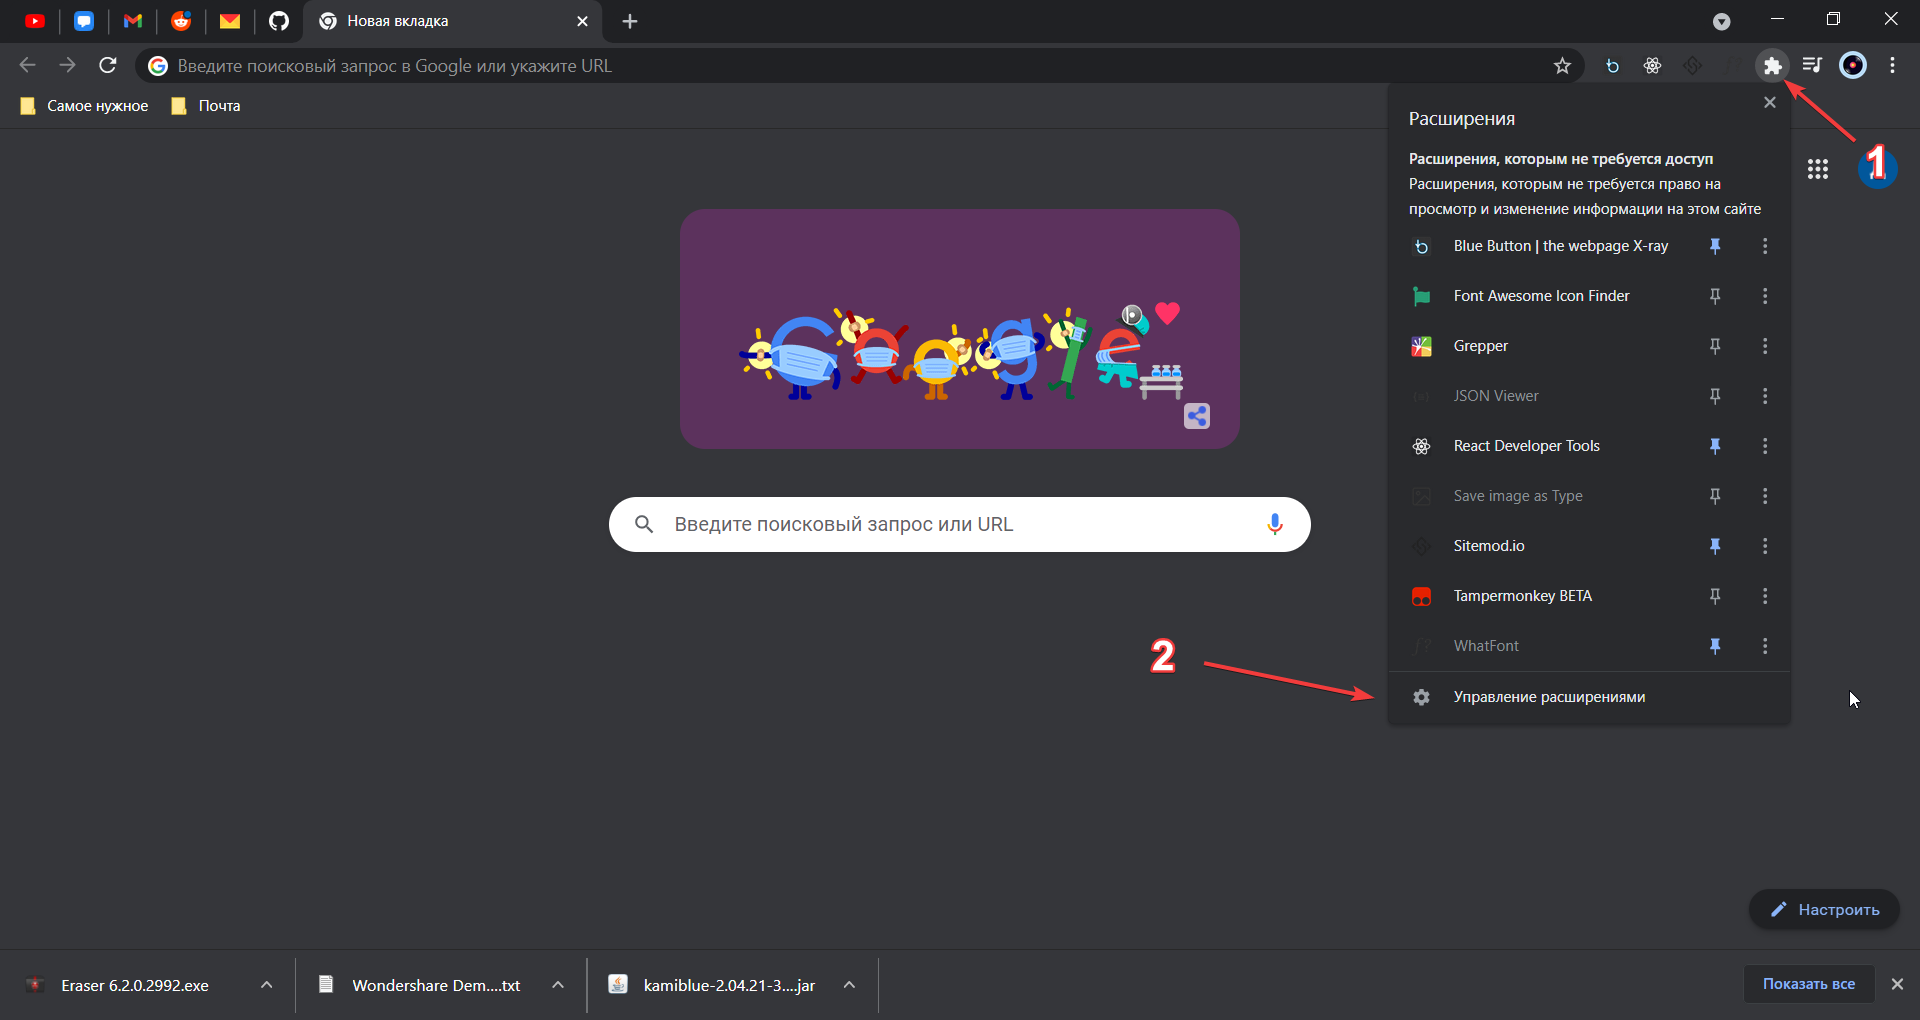 Новая вкладка
Введите поисковый запрос в Google или укажите URL
Самое нужное
Почта
Расширения
1
Расширения, которым не требуется доступ
Расширения, которым не требуется право на
просмотр и изменение информации на этом сайте
Blue Button | the webpage X-ray
Font Awesome Icon Finder
Grepper
JSON Viewer
React Developer Tools
Save image as Type
Sitemod.io
Tampermonkey BETA
f? WhatFont
Google
Введите поисковый запрос или URL
2
Управление расширениями
Настроить
Eraser 6.2.0.2992.exe
Wondershare Dem....txt
kamiblue-2.04.21-3....jar
Показать все